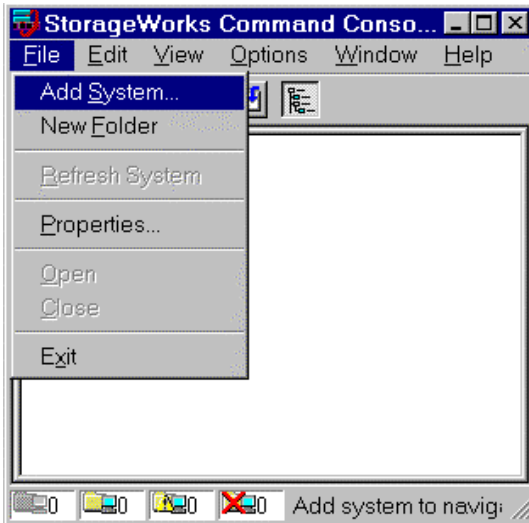 StorageWorks Command Conso...
File Edit View Options Window Help
Add System...
New Folder
Refresh System
Properties...
Open
Close
Exit
0 0 0 0 Add system to naviga